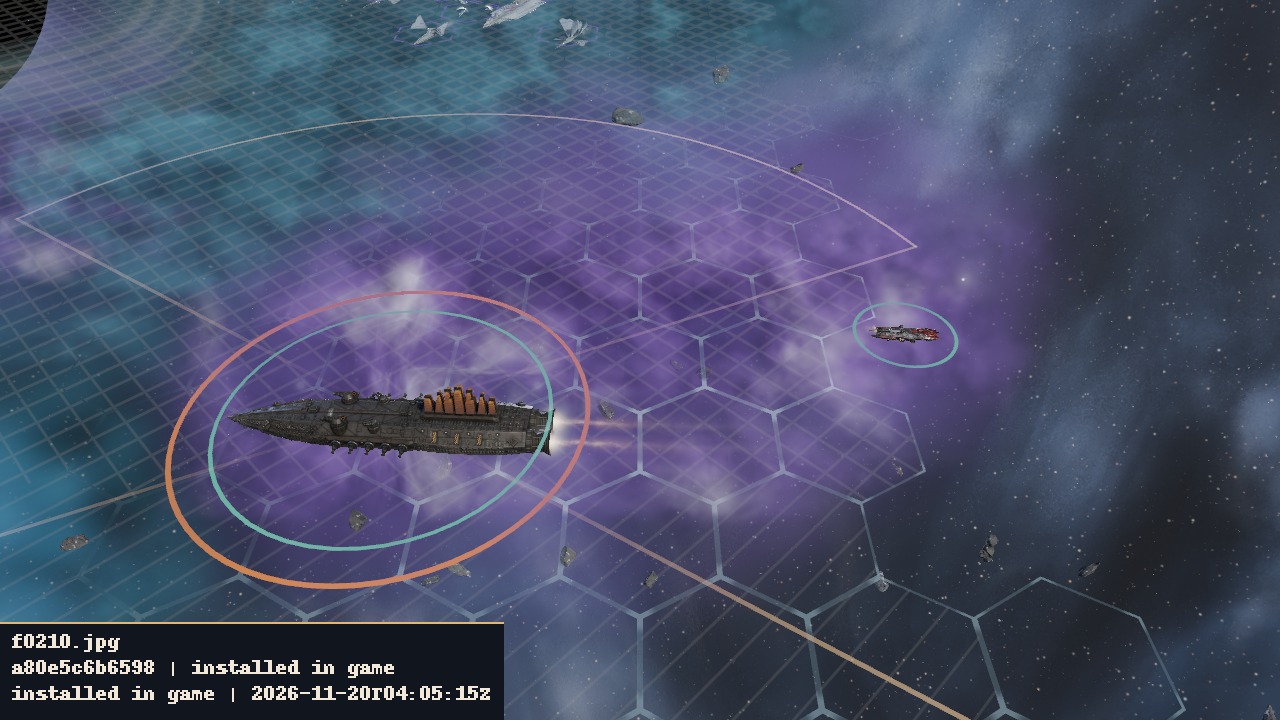 f0210.jpg
a80e5c6b6598 | installed in game
installed in game | 2026-11-20T04:05:15Z